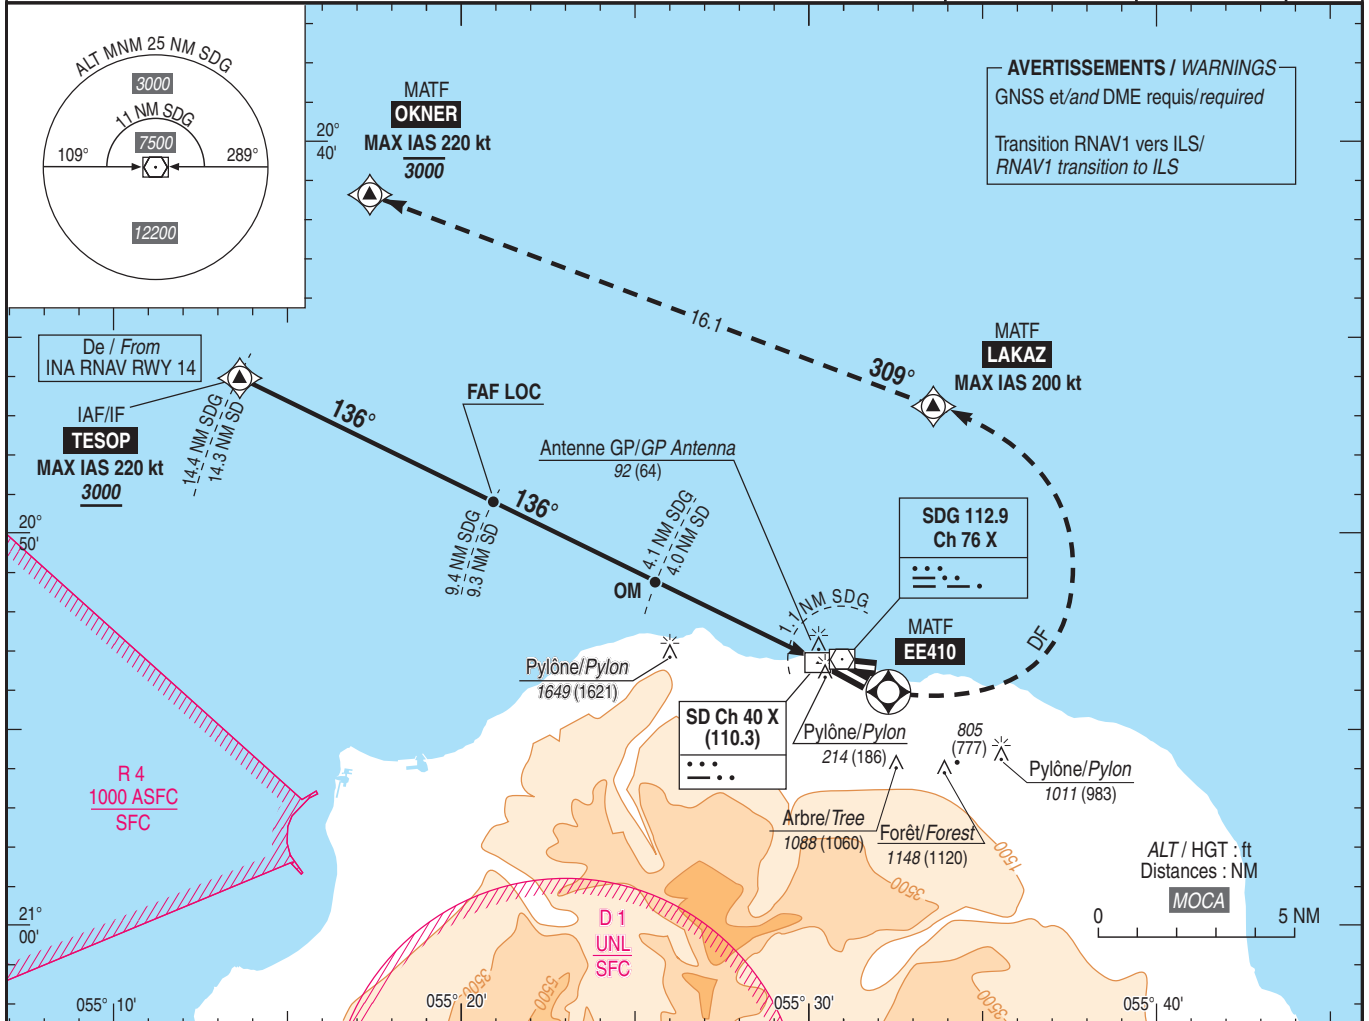 ALT MNM 25 NM SDG
3000
11 NM SDG
7500
109°
289°
12200
MATF
OKNER
MAX IAS 220 kt
3000
20°
40'
AVERTISSEMENTS / WARNINGS
GNSS et/and DME requis/required
Transition RNAV1 vers ILS/
RNAV1 transition to ILS
16.1
309°
MATF
LAKAZ
MAX IAS 200 kt
De / From
INA RNAV RWY 14
IAF/IF
TESOP
MAX IAS 220 kt
3000
14.4 NM SDG
14.3 NM SD
136°
FAF LOC
136°
Antenne GP/GP Antenna
92 (64)
9.4 NM SDG
9.3 NM SD
4.1 NM SDG
4.0 NM SD
OM
SDG 112.9
Ch 76 X
20°
50'
1.1 NM SDG
MATF
EE410
DF
Pylône/Pylon
1649 (1621)
SD Ch 40 X
(110.3)
Pylône/Pylon
214 (186)
805
(777)
Pylône/Pylon
1011 (983)
Arbre/Tree
1088 (1060)
Forêt/Forest
1148 (1120)
R 4
1000 ASFC
SFC
1500
3500
ALT / HGT : ft
Distances : NM
MOCA
0
5 NM
D 1
UNL
SFC
21°
00'
3500
5500
3500
055° 10'
055° 20'
055° 30'
055° 40'